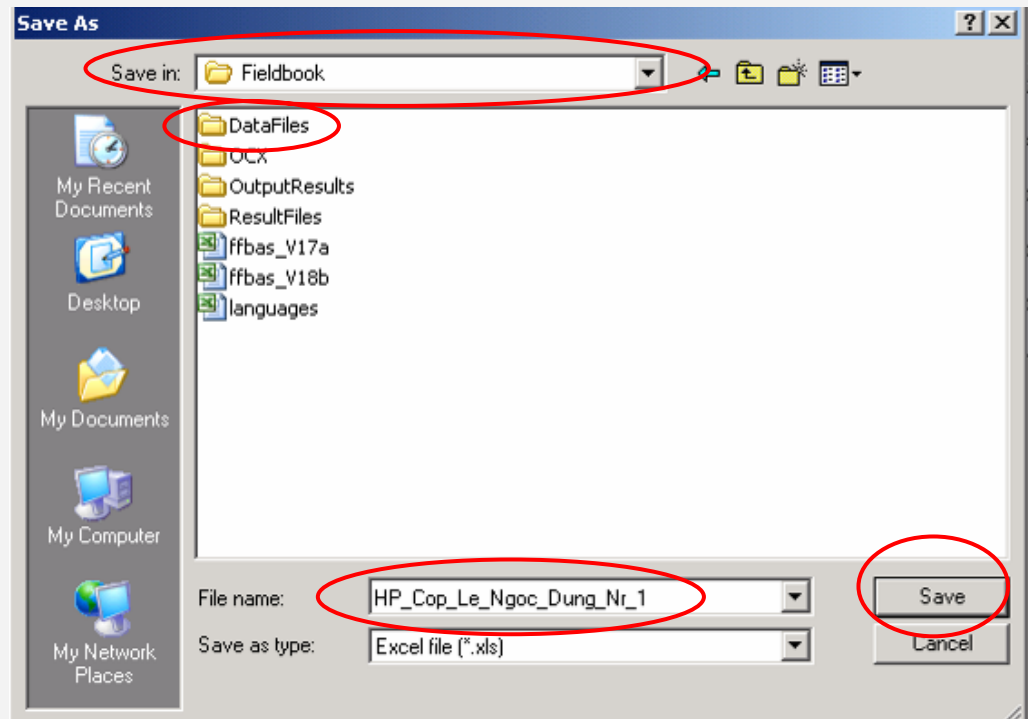 Save As
Save in: Fieldbook
My Recent
Documents
Desktop
My Documents
My Computer
My Network
Places
DataFiles
OCX
OutputResults
ResultFiles
ffbas_V17a
ffbas_V18b
languages
File name: HP_Cop_Le_Ngoc_Dung_Nr_1 Save
Save as type: Excel file (*.xls) Cancel